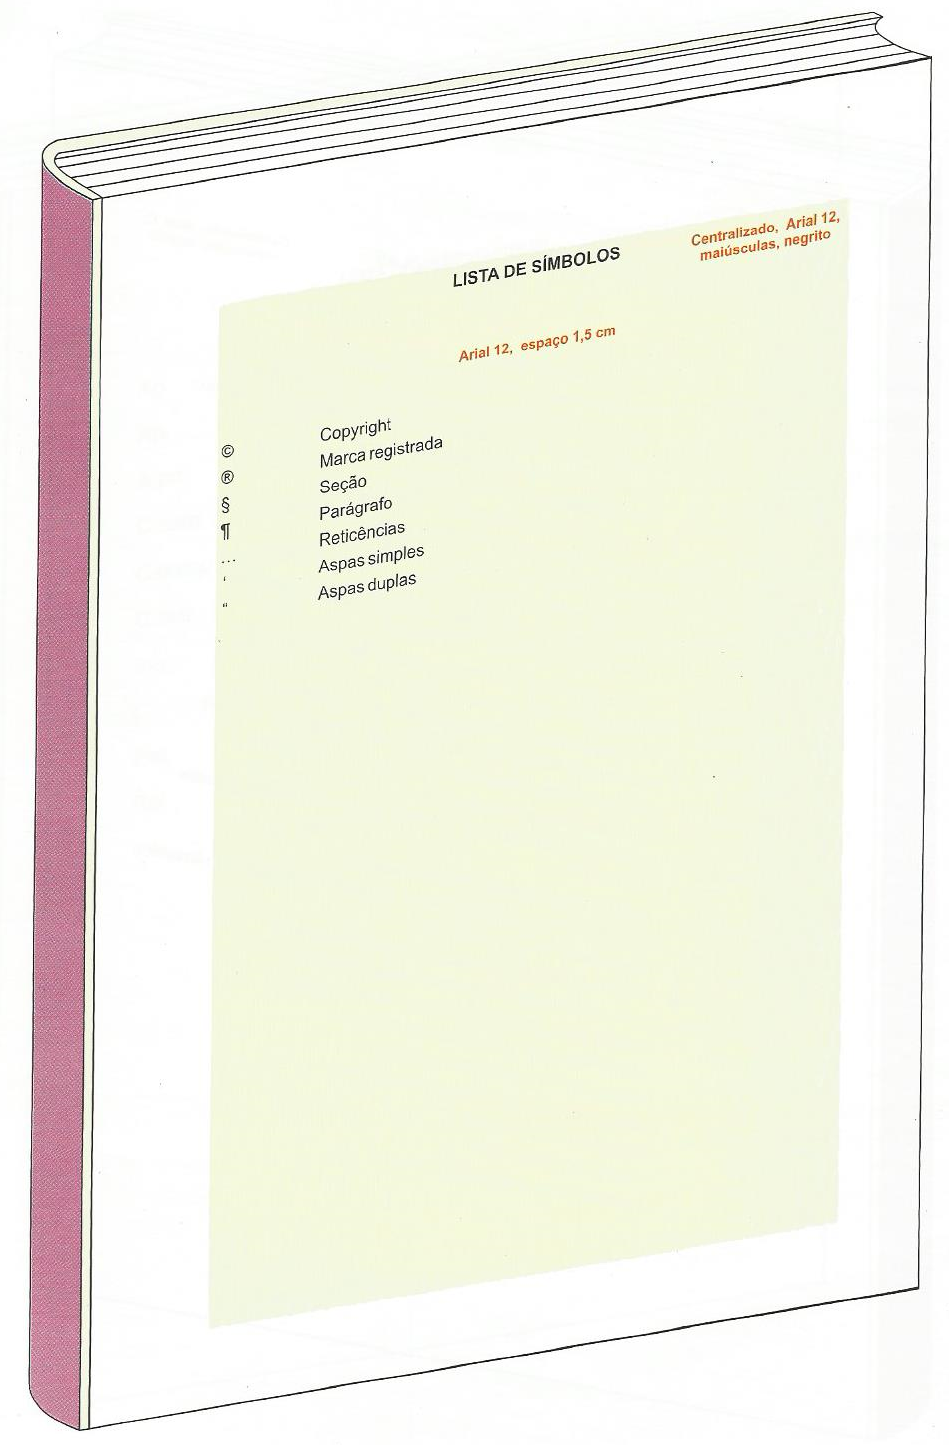 LISTA DE SÍMBOLOS
Centralizado, Arial 12,
maiúsculas, negrito
Arial 12, espaço 1,5 cm
© Copyright
® Marca registrada
§ Seção
¶ Parágrafo
... Reticências
‘ Aspas simples
“ Aspas duplas